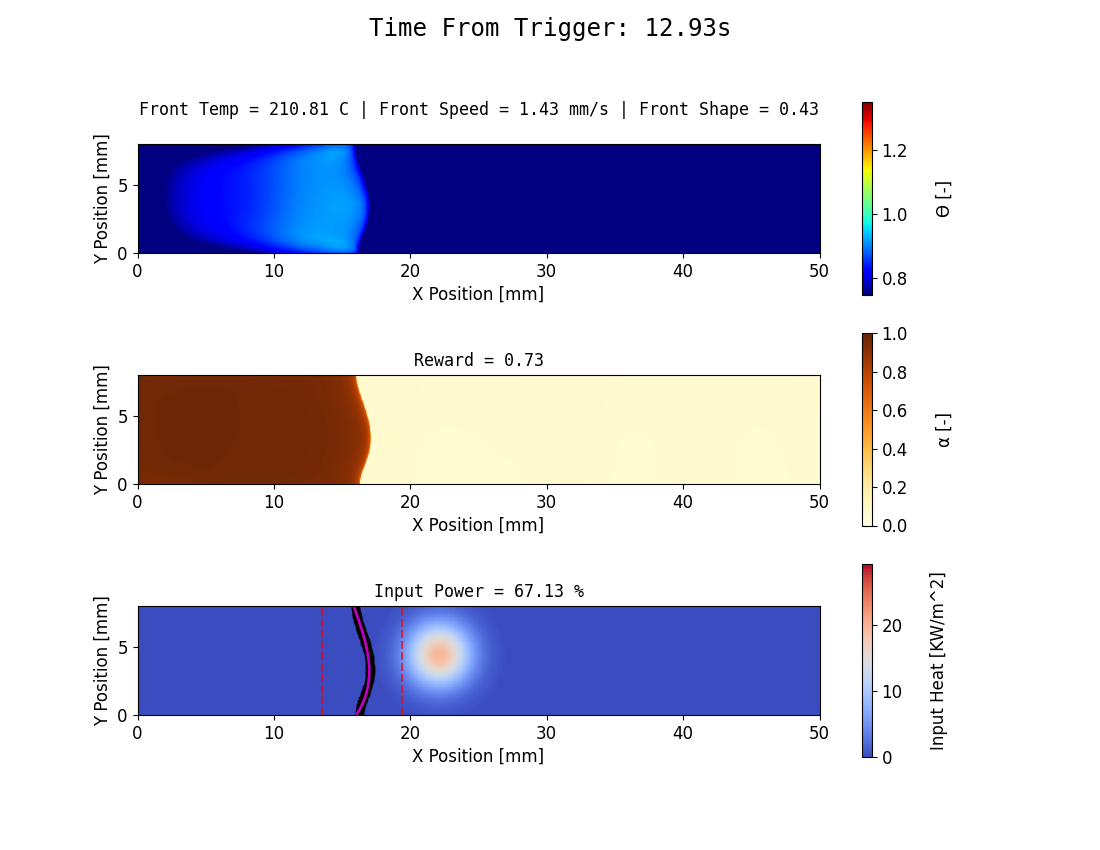 Time From Trigger: 12.93s
Front Temp = 210.81 C | Front Speed = 1.43 mm/s | Front Shape = 0.43
Y Position [mm]
5
0
0 10 20 30 40 50
X Position [mm]
1.2
1.0
0.8
Θ [-]
Reward = 0.73
Y Position [mm]
5
0
0 10 20 30 40 50
X Position [mm]
1.0
0.8
0.6
0.4
0.2
0.0
α [-]
Input Power = 67.13 %
Y Position [mm]
5
0
0 10 20 30 40 50
X Position [mm]
20
10
0
Input Heat [KW/m^2]